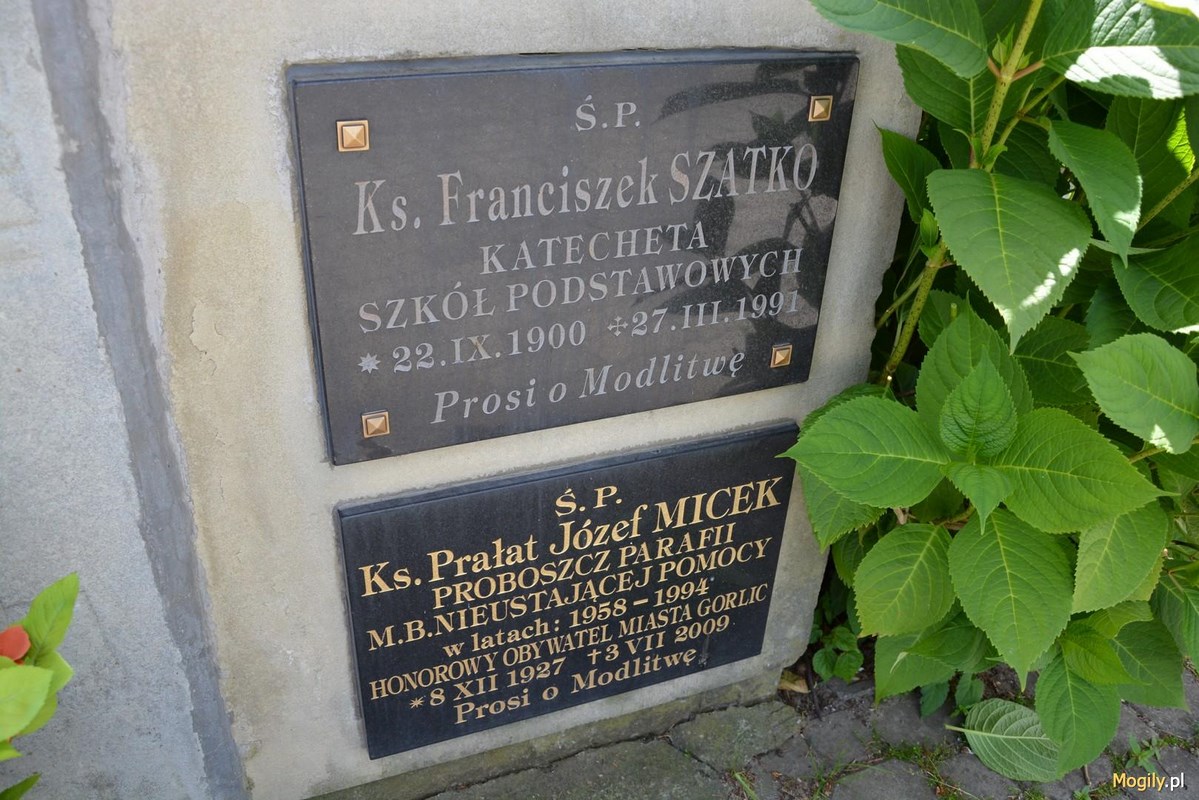 Ś.P.
Ks. Franciszek SZATKO
KATECHETA
SZKÓŁ PODSTAWOWYCH
* 22.IX.1900 ✣27.III.1991
Prosi o Modlitwę
Ś.P.
Ks. Prałat Józef MICEK
PROBOSZCZ PARAFII
M.B.NIEUSTAJĄCEJ POMOCY
w latach: 1958-1994
HONOROWY OBYWATEL MIASTA GORLIC
*8 XII 1927 †3 VII 2009
Prosi o Modlitwę
Mogily.pl